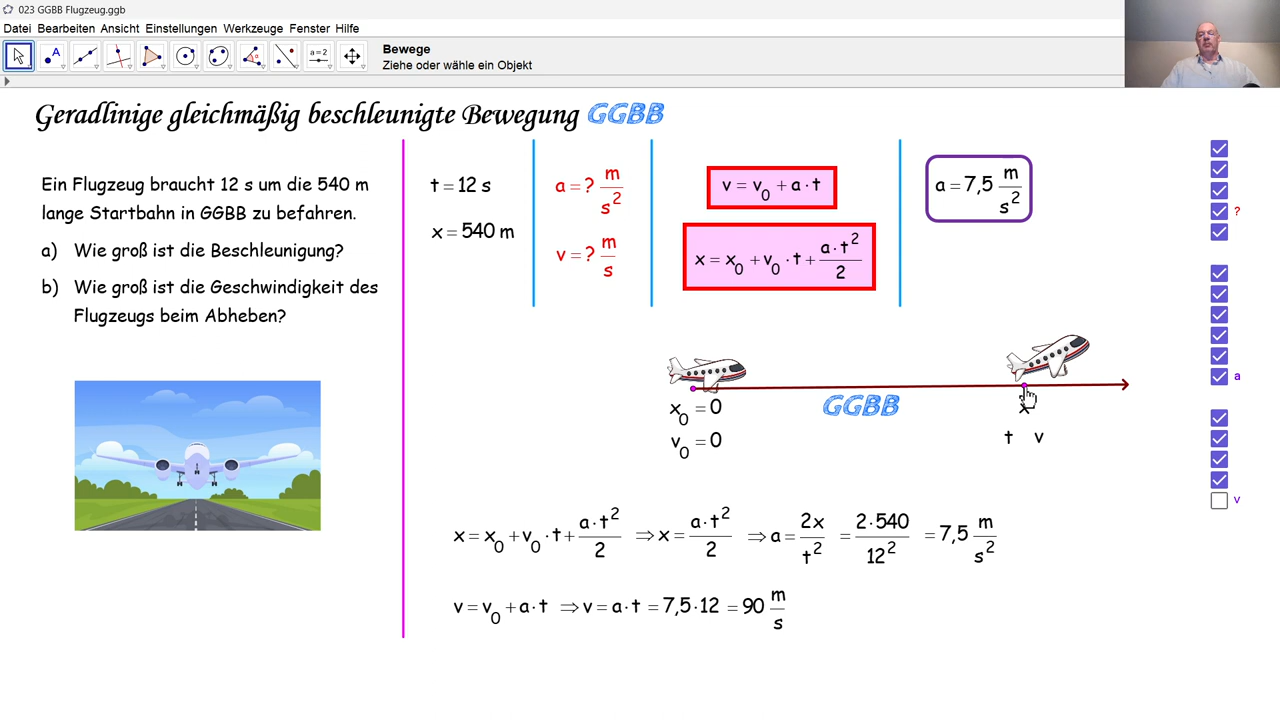 023 GGBB Flugzeug.ggb
Datei Bearbeiten Ansicht Einstellungen Werkzeuge Fenster Hilfe
A
α
a=2
Bewege
Ziehe oder wähle ein Objekt
Geradlinige gleichmäßig beschleunigte Bewegung GGBB
Ein Flugzeug braucht 12 s um die 540 m
lange Startbahn in GGBB zu befahren.
a) Wie groß ist die Beschleunigung?
b) Wie groß ist die Geschwindigkeit des
Flugzeugs beim Abheben?
t = 12 s
x = 540 m
a = ? m/s²
v = ? m/s
v = v₀ + a·t
x = x₀ + v₀·t + a·t²/2
a = 7,5 m/s²
?
a
v
GGBB
x₀ = 0
v₀ = 0
x
t v
x = x₀ + v₀·t + a·t²/2 ⇒ x = a·t²/2 ⇒ a = 2x/t² = 2·540/12² = 7,5 m/s²
v = v₀ + a·t ⇒ v = a·t = 7,5·12 = 90 m/s